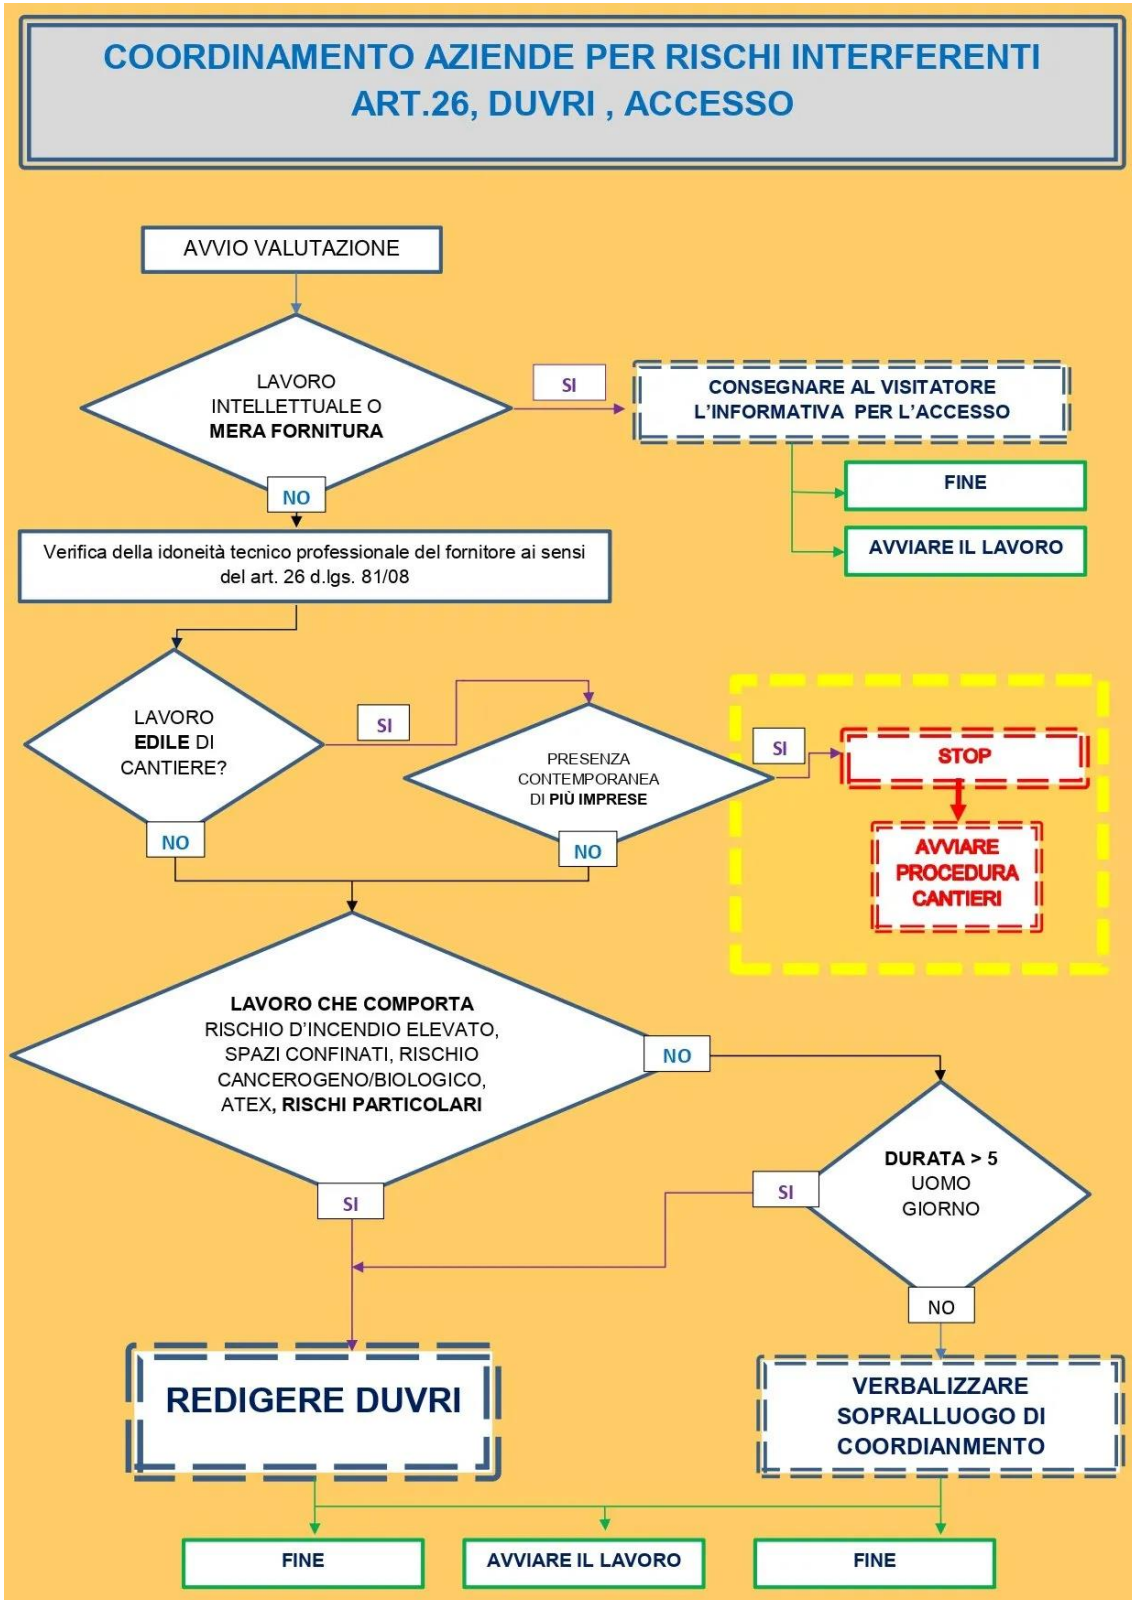 COORDINAMENTO AZIENDE PER RISCHI INTERFERENTI
ART.26, DUVRI , ACCESSO
AVVIO VALUTAZIONE
LAVORO
INTELLETTUALE O
MERA FORNITURA
SI
CONSEGNARE AL VISITATORE
L'INFORMATIVA PER L'ACCESSO
FINE
AVVIARE IL LAVORO
NO
Verifica della idoneità tecnico professionale del fornitore ai sensi
del art. 26 d.lgs. 81/08
LAVORO
EDILE DI
CANTIERE?
SI
PRESENZA
CONTEMPORANEA
DI PIÙ IMPRESE
SI
STOP
AVVIARE
PROCEDURA
CANTIERI
NO
NO
LAVORO CHE COMPORTA
RISCHIO D'INCENDIO ELEVATO,
SPAZI CONFINATI, RISCHIO
CANCEROGENO/BIOLOGICO,
ATEX, RISCHI PARTICOLARI
NO
SI
DURATA > 5
UOMO
GIORNO
SI
NO
REDIGERE DUVRI
VERBALIZZARE
SOPRALLUOGO DI
COORDIANMENTO
FINE
AVVIARE IL LAVORO
FINE